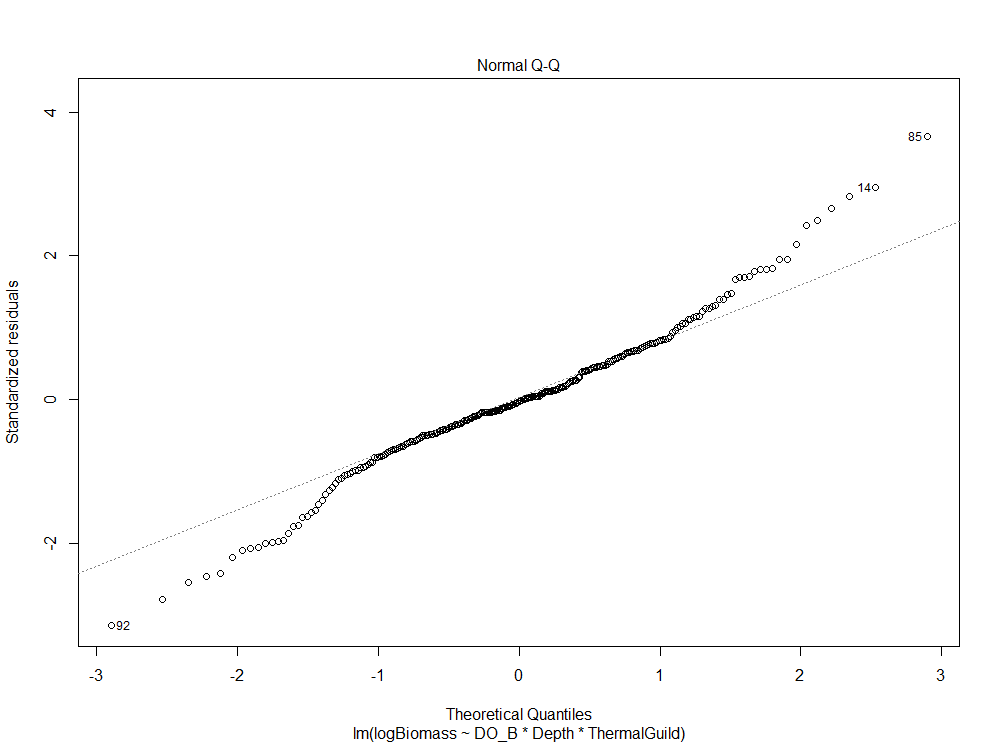 Normal Q-Q
4
2
0
-2
Standardized residuals
85
14
92
-3 -2 -1 0 1 2 3
Theoretical Quantiles
lm(logBiomass ~ DO_B * Depth * ThermalGuild)